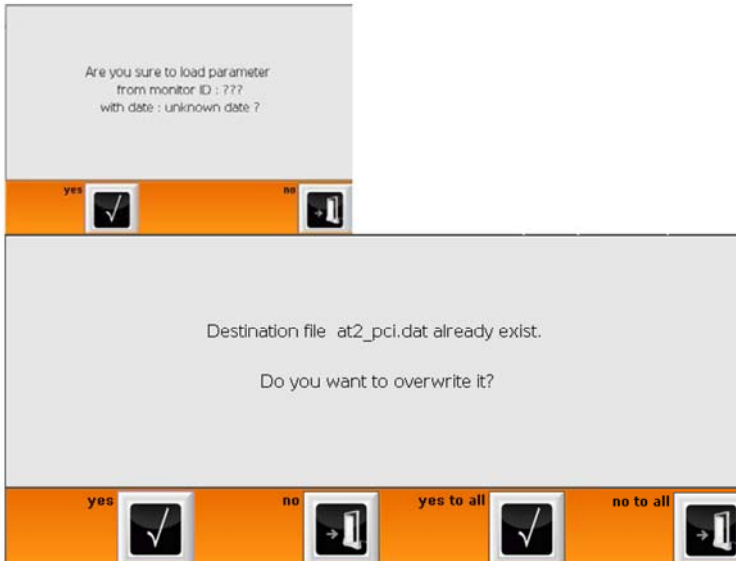 Are you sure to load parameter
from monitor ID : ???
with date : unknown date ?
yes no
Destination file at2_pci.dat already exist.
Do you want to overwrite it?
yes no yes to all no to all